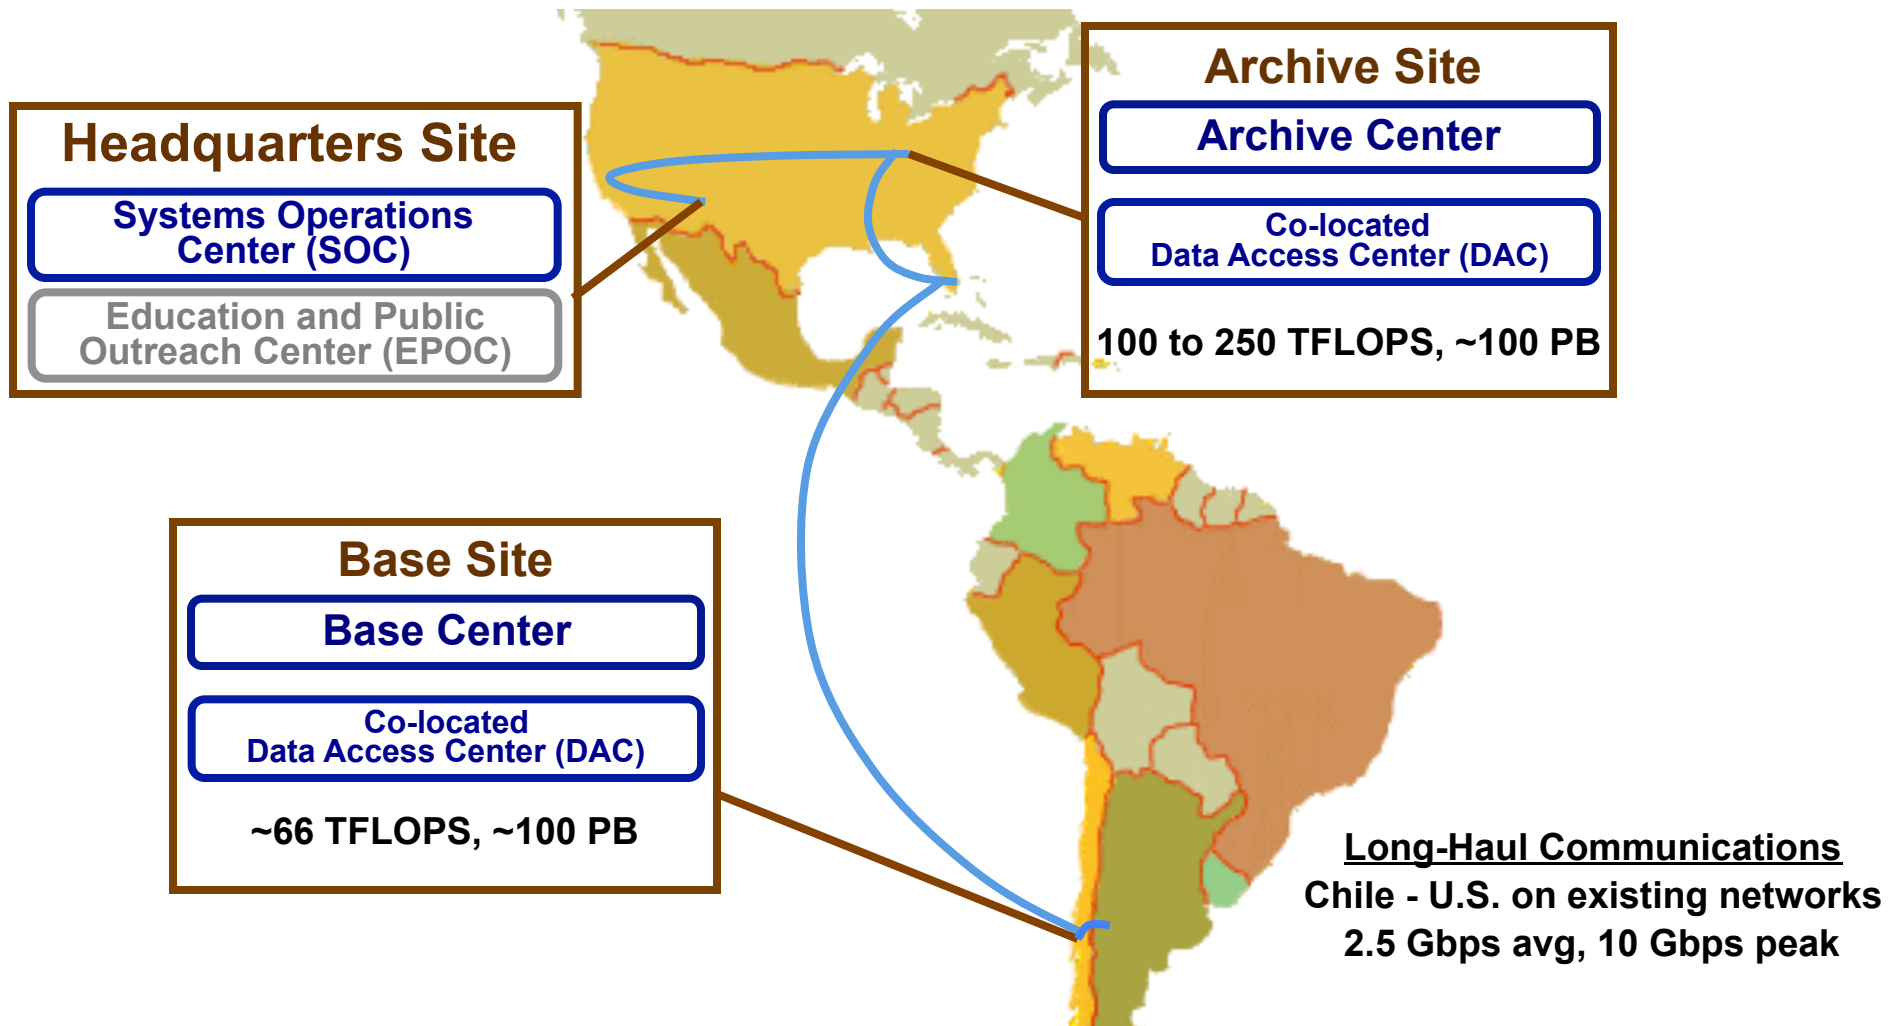 Headquarters Site
Systems Operations
Center (SOC)
Education and Public
Outreach Center (EPOC)
Archive Site
Archive Center
Co-located
Data Access Center (DAC)
100 to 250 TFLOPS, ~100 PB
Base Site
Base Center
Co-located
Data Access Center (DAC)
~66 TFLOPS, ~100 PB
Long-Haul Communications
Chile - U.S. on existing networks
2.5 Gbps avg, 10 Gbps peak